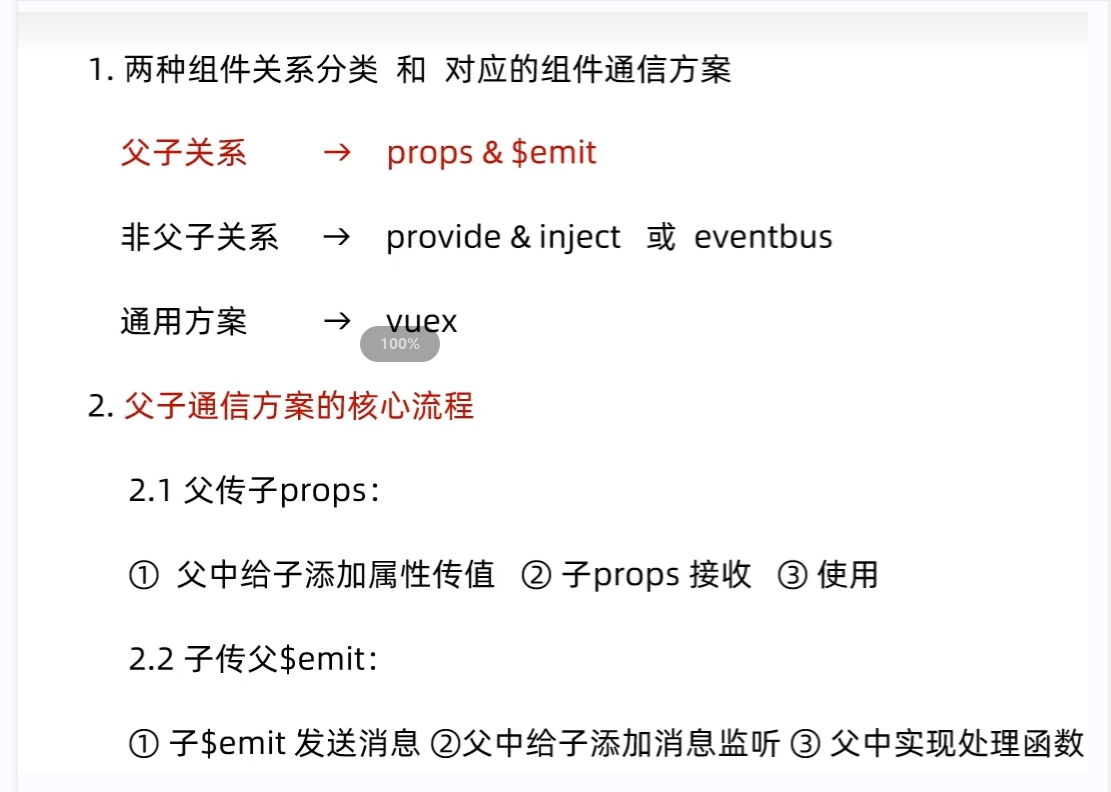 1. 两种组件关系分类 和 对应的组件通信方案
父子关系 → props & $emit
非父子关系 → provide & inject 或 eventbus
通用方案 → vuex
100%
2. 父子通信方案的核心流程
2.1 父传子props：
① 父中给子添加属性传值 ② 子props 接收 ③ 使用
2.2 子传父$emit：
① 子$emit 发送消息 ②父中给子添加消息监听 ③ 父中实现处理函数